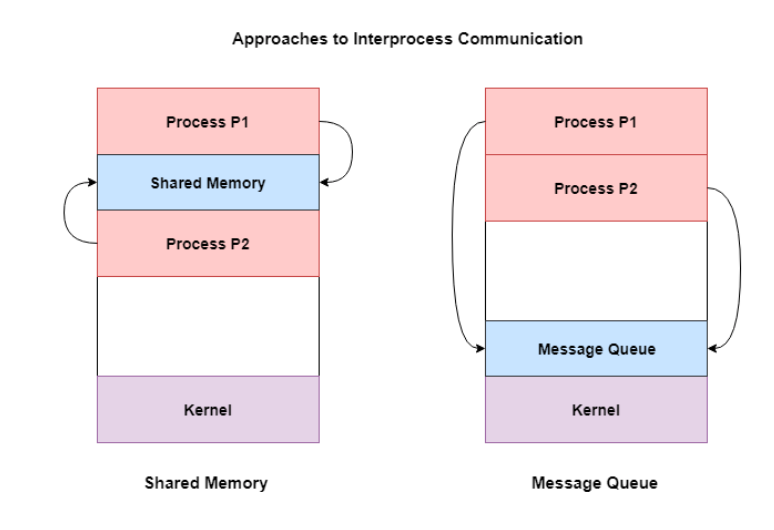 Approaches to Interprocess Communication
Process P1
Shared Memory
Process P2
Kernel
Shared Memory
Process P1
Process P2
Message Queue
Kernel
Message Queue